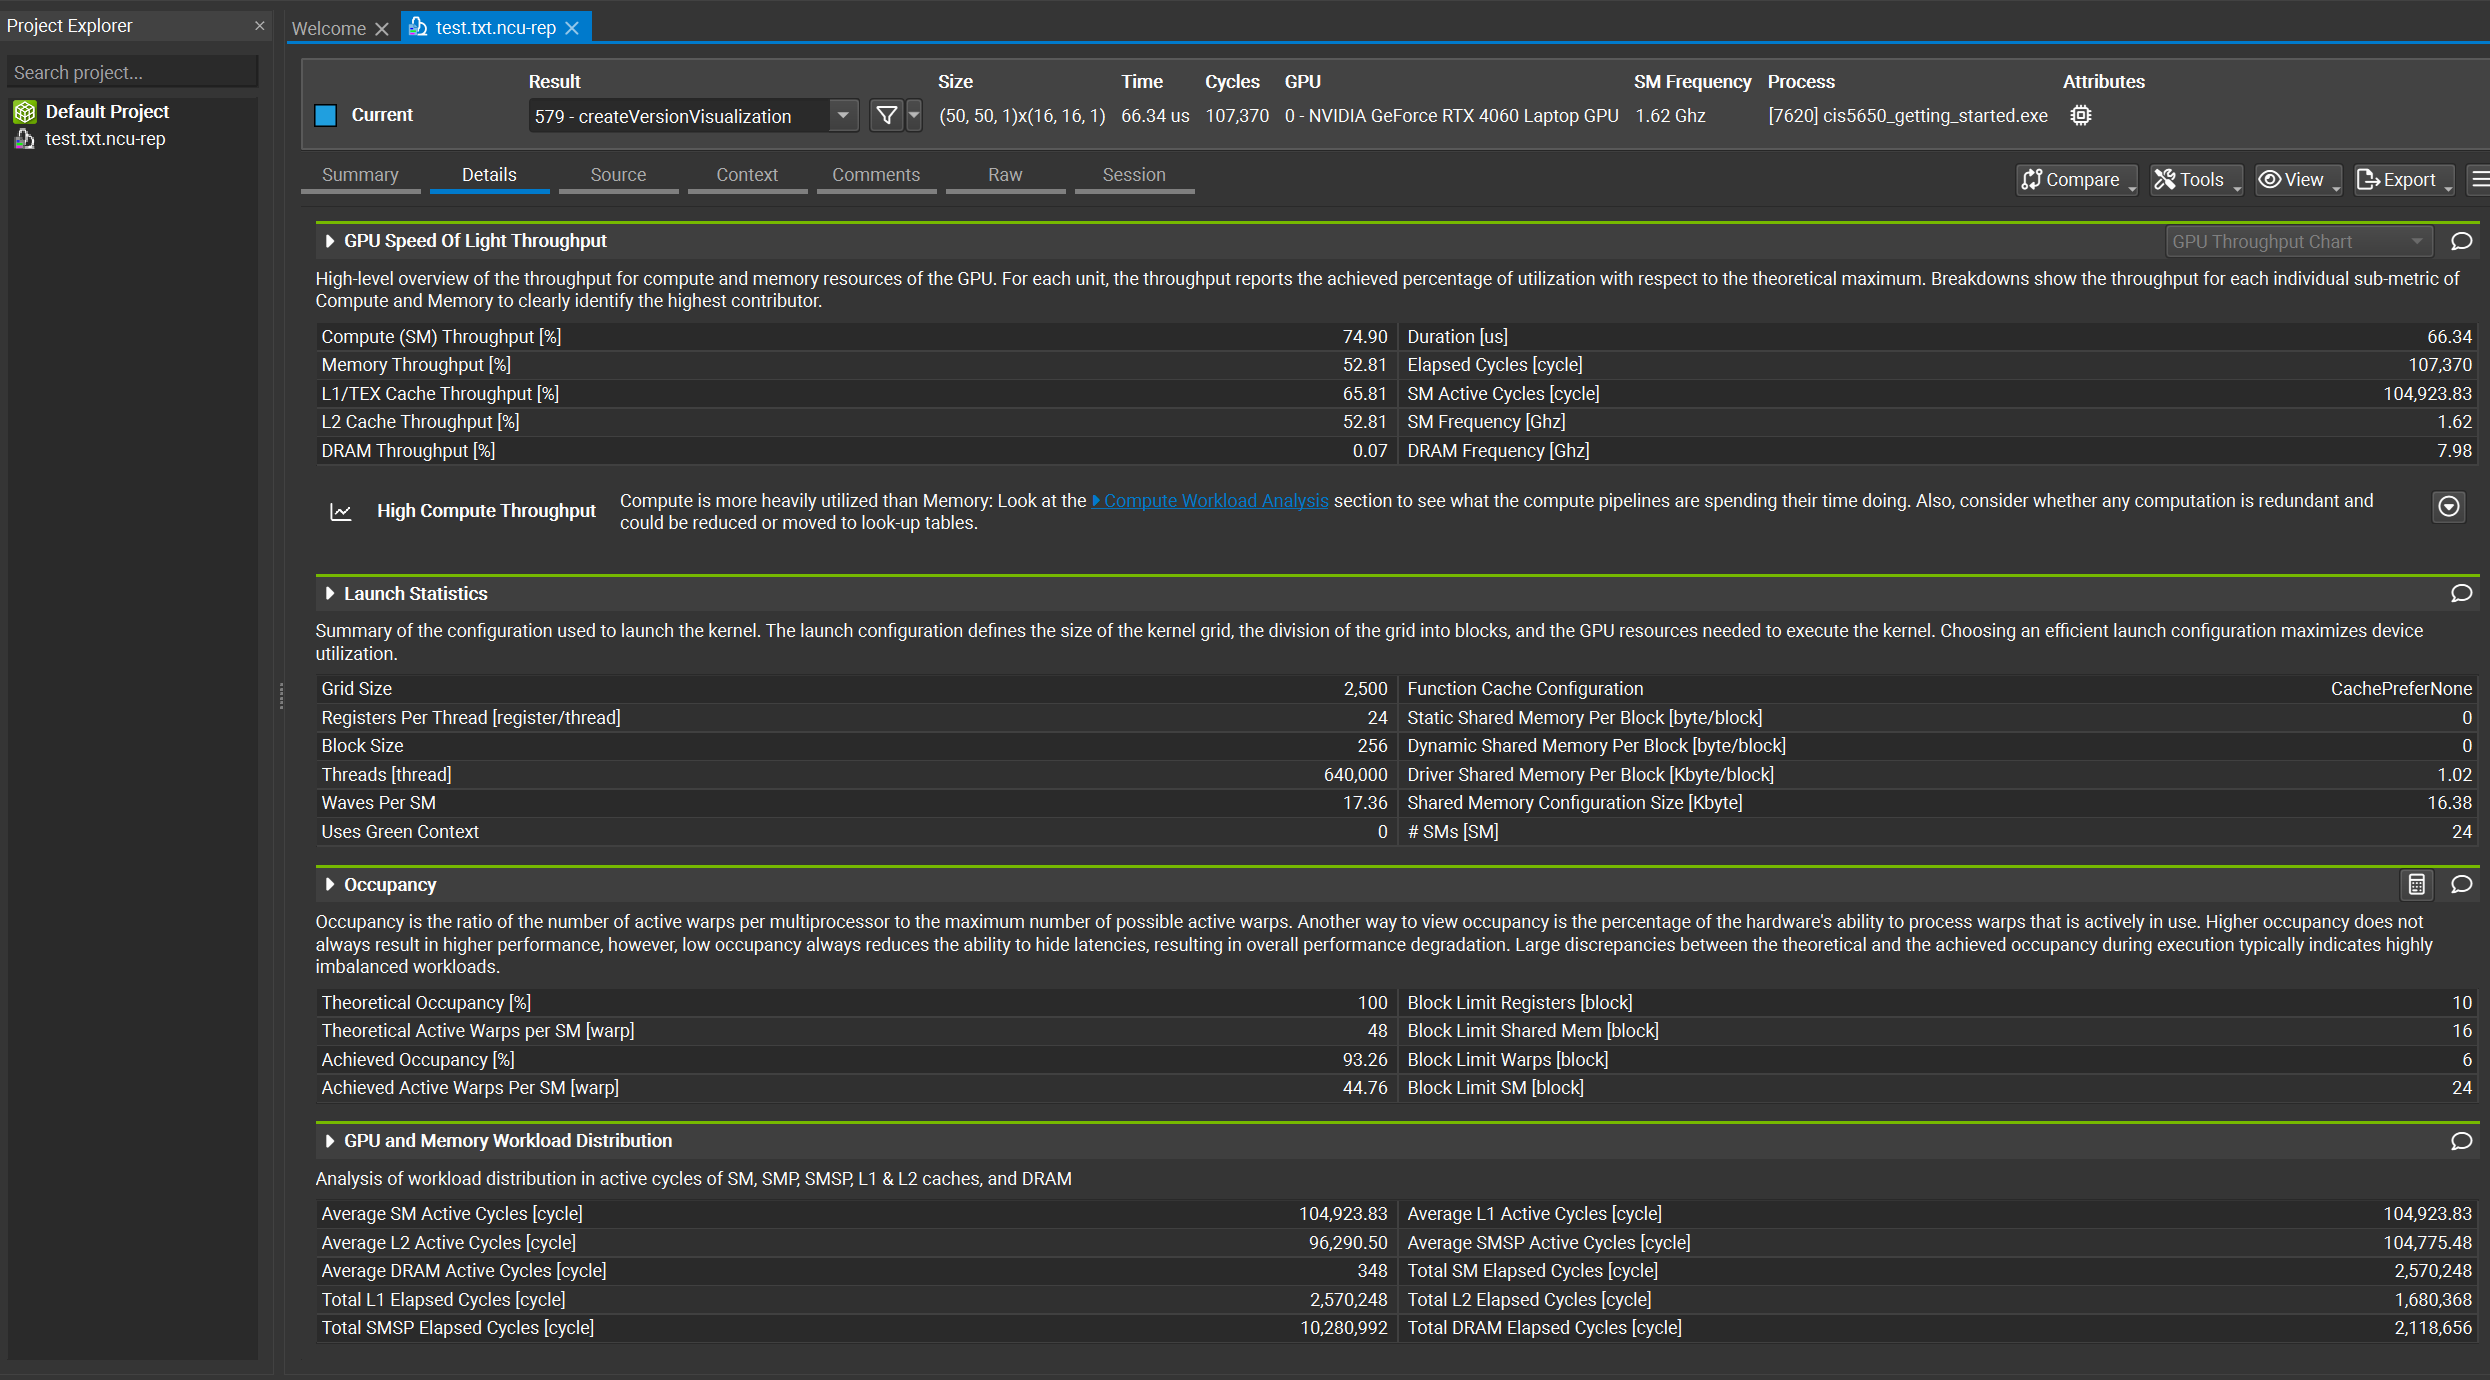 Project Explorer
Search project...
Default Project
test.txt.ncu-rep
Welcome
test.txt.ncu-rep
Result Size Time Cycles GPU SM Frequency Process Attributes
Current 579 - createVersionVisualization (50, 50, 1)x(16, 16, 1) 66.34 us 107,370 0 - NVIDIA GeForce RTX 4060 Laptop GPU 1.62 Ghz [7620] cis5650_getting_started.exe
Summary Details Source Context Comments Raw Session
Compare Tools View Export
GPU Speed Of Light Throughput GPU Throughput Chart
High-level overview of the throughput for compute and memory resources of the GPU. For each unit, the throughput reports the achieved percentage of utilization with respect to the theoretical maximum. Breakdowns show the throughput for each individual sub-metric of
Compute and Memory to clearly identify the highest contributor.
Compute (SM) Throughput [%] 74.90 Duration [us] 66.34
Memory Throughput [%] 52.81 Elapsed Cycles [cycle] 107,370
L1/TEX Cache Throughput [%] 65.81 SM Active Cycles [cycle] 104,923.83
L2 Cache Throughput [%] 52.81 SM Frequency [Ghz] 1.62
DRAM Throughput [%] 0.07 DRAM Frequency [Ghz] 7.98
High Compute Throughput
Compute is more heavily utilized than Memory: Look at the Compute Workload Analysis section to see what the compute pipelines are spending their time doing. Also, consider whether any computation is redundant and
could be reduced or moved to look-up tables.
Launch Statistics
Summary of the configuration used to launch the kernel. The launch configuration defines the size of the kernel grid, the division of the grid into blocks, and the GPU resources needed to execute the kernel. Choosing an efficient launch configuration maximizes device
utilization.
Grid Size 2,500 Function Cache Configuration CachePreferNone
Registers Per Thread [register/thread] 24 Static Shared Memory Per Block [byte/block] 0
Block Size 256 Dynamic Shared Memory Per Block [byte/block] 0
Threads [thread] 640,000 Driver Shared Memory Per Block [Kbyte/block] 1.02
Waves Per SM 17.36 Shared Memory Configuration Size [Kbyte] 16.38
Uses Green Context 0 # SMs [SM] 24
Occupancy
Occupancy is the ratio of the number of active warps per multiprocessor to the maximum number of possible active warps. Another way to view occupancy is the percentage of the hardware's ability to process warps that is actively in use. Higher occupancy does not
always result in higher performance, however, low occupancy always reduces the ability to hide latencies, resulting in overall performance degradation. Large discrepancies between the theoretical and the achieved occupancy during execution typically indicates highly
imbalanced workloads.
Theoretical Occupancy [%] 100 Block Limit Registers [block] 10
Theoretical Active Warps per SM [warp] 48 Block Limit Shared Mem [block] 16
Achieved Occupancy [%] 93.26 Block Limit Warps [block] 6
Achieved Active Warps Per SM [warp] 44.76 Block Limit SM [block] 24
GPU and Memory Workload Distribution
Analysis of workload distribution in active cycles of SM, SMP, SMSP, L1 & L2 caches, and DRAM
Average SM Active Cycles [cycle] 104,923.83 Average L1 Active Cycles [cycle] 104,923.83
Average L2 Active Cycles [cycle] 96,290.50 Average SMSP Active Cycles [cycle] 104,775.48
Average DRAM Active Cycles [cycle] 348 Total SM Elapsed Cycles [cycle] 2,570,248
Total L1 Elapsed Cycles [cycle] 2,570,248 Total L2 Elapsed Cycles [cycle] 1,680,368
Total SMSP Elapsed Cycles [cycle] 10,280,992 Total DRAM Elapsed Cycles [cycle] 2,118,656